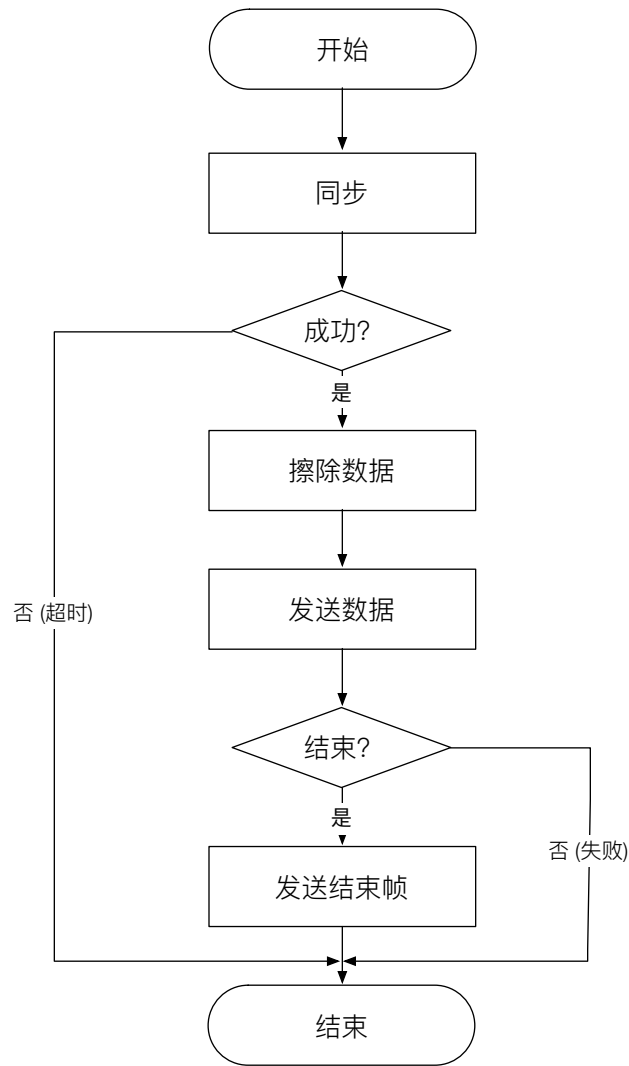 开始
同步
成功?
是
擦除数据
否 (超时)
发送数据
结束?
是
否 (失败)
发送结束帧
结束